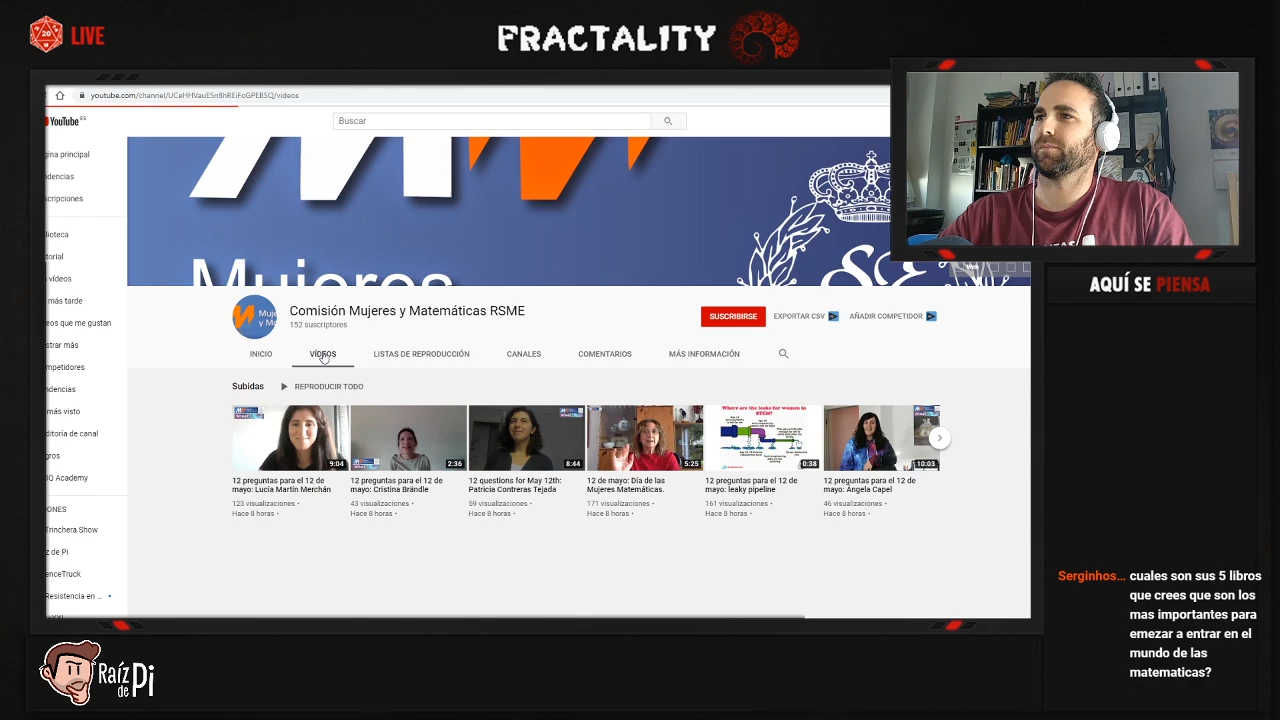 LIVE
FRACTALITY
youtube.com/channel/UCeHHVauESnBhREiFoGPEB5Q/videos
YouTube ES
Buscar
gina principal
ndencias
scripciones
lioteca
torial
s vídeos
más tarde
eos que me gustan
strar más
mpetidores
ndencias
más visto
ditoría de canal
gros
IQ Academy
IONES
Trinchera Show
z de Pi
enceTruck
Resistencia en ...
Mujeres
Comisión Mujeres y Matemáticas RSME
152 suscriptores
SUSCRIBIRSE
EXPORTAR CSV
AÑADIR COMPETIDOR
INICIO
VÍDEOS
LISTAS DE REPRODUCCIÓN
CANALES
COMENTARIOS
MÁS INFORMACIÓN
Subidas
REPRODUCIR TODO
9:04
2:36
8:44
5:25
Where are the leaks for women in STEM?
0:38
10:03
12 preguntas para el 12 de
mayo: Lucía Martín Merchán
123 visualizaciones •
Hace 8 horas •
12 preguntas para el 12 de
mayo: Cristina Brändle
43 visualizaciones •
Hace 8 horas •
12 questions for May 12th:
Patricia Contreras Tejada
59 visualizaciones •
Hace 8 horas •
12 de mayo: Día de las
Mujeres Matemáticas.
171 visualizaciones •
Hace 8 horas •
12 preguntas para el 12 de
mayo: leaky pipeline
161 visualizaciones •
Hace 8 horas •
12 preguntas para el 12 de
mayo: Ángela Capel
46 visualizaciones •
Hace 8 horas •
AQUÍ SE PIENSA
Serginhos... cuales son sus 5 libros
que crees que son los
mas importantes para
emezar a entrar en el
mundo de las
matematicas?
Raíz
de Pi